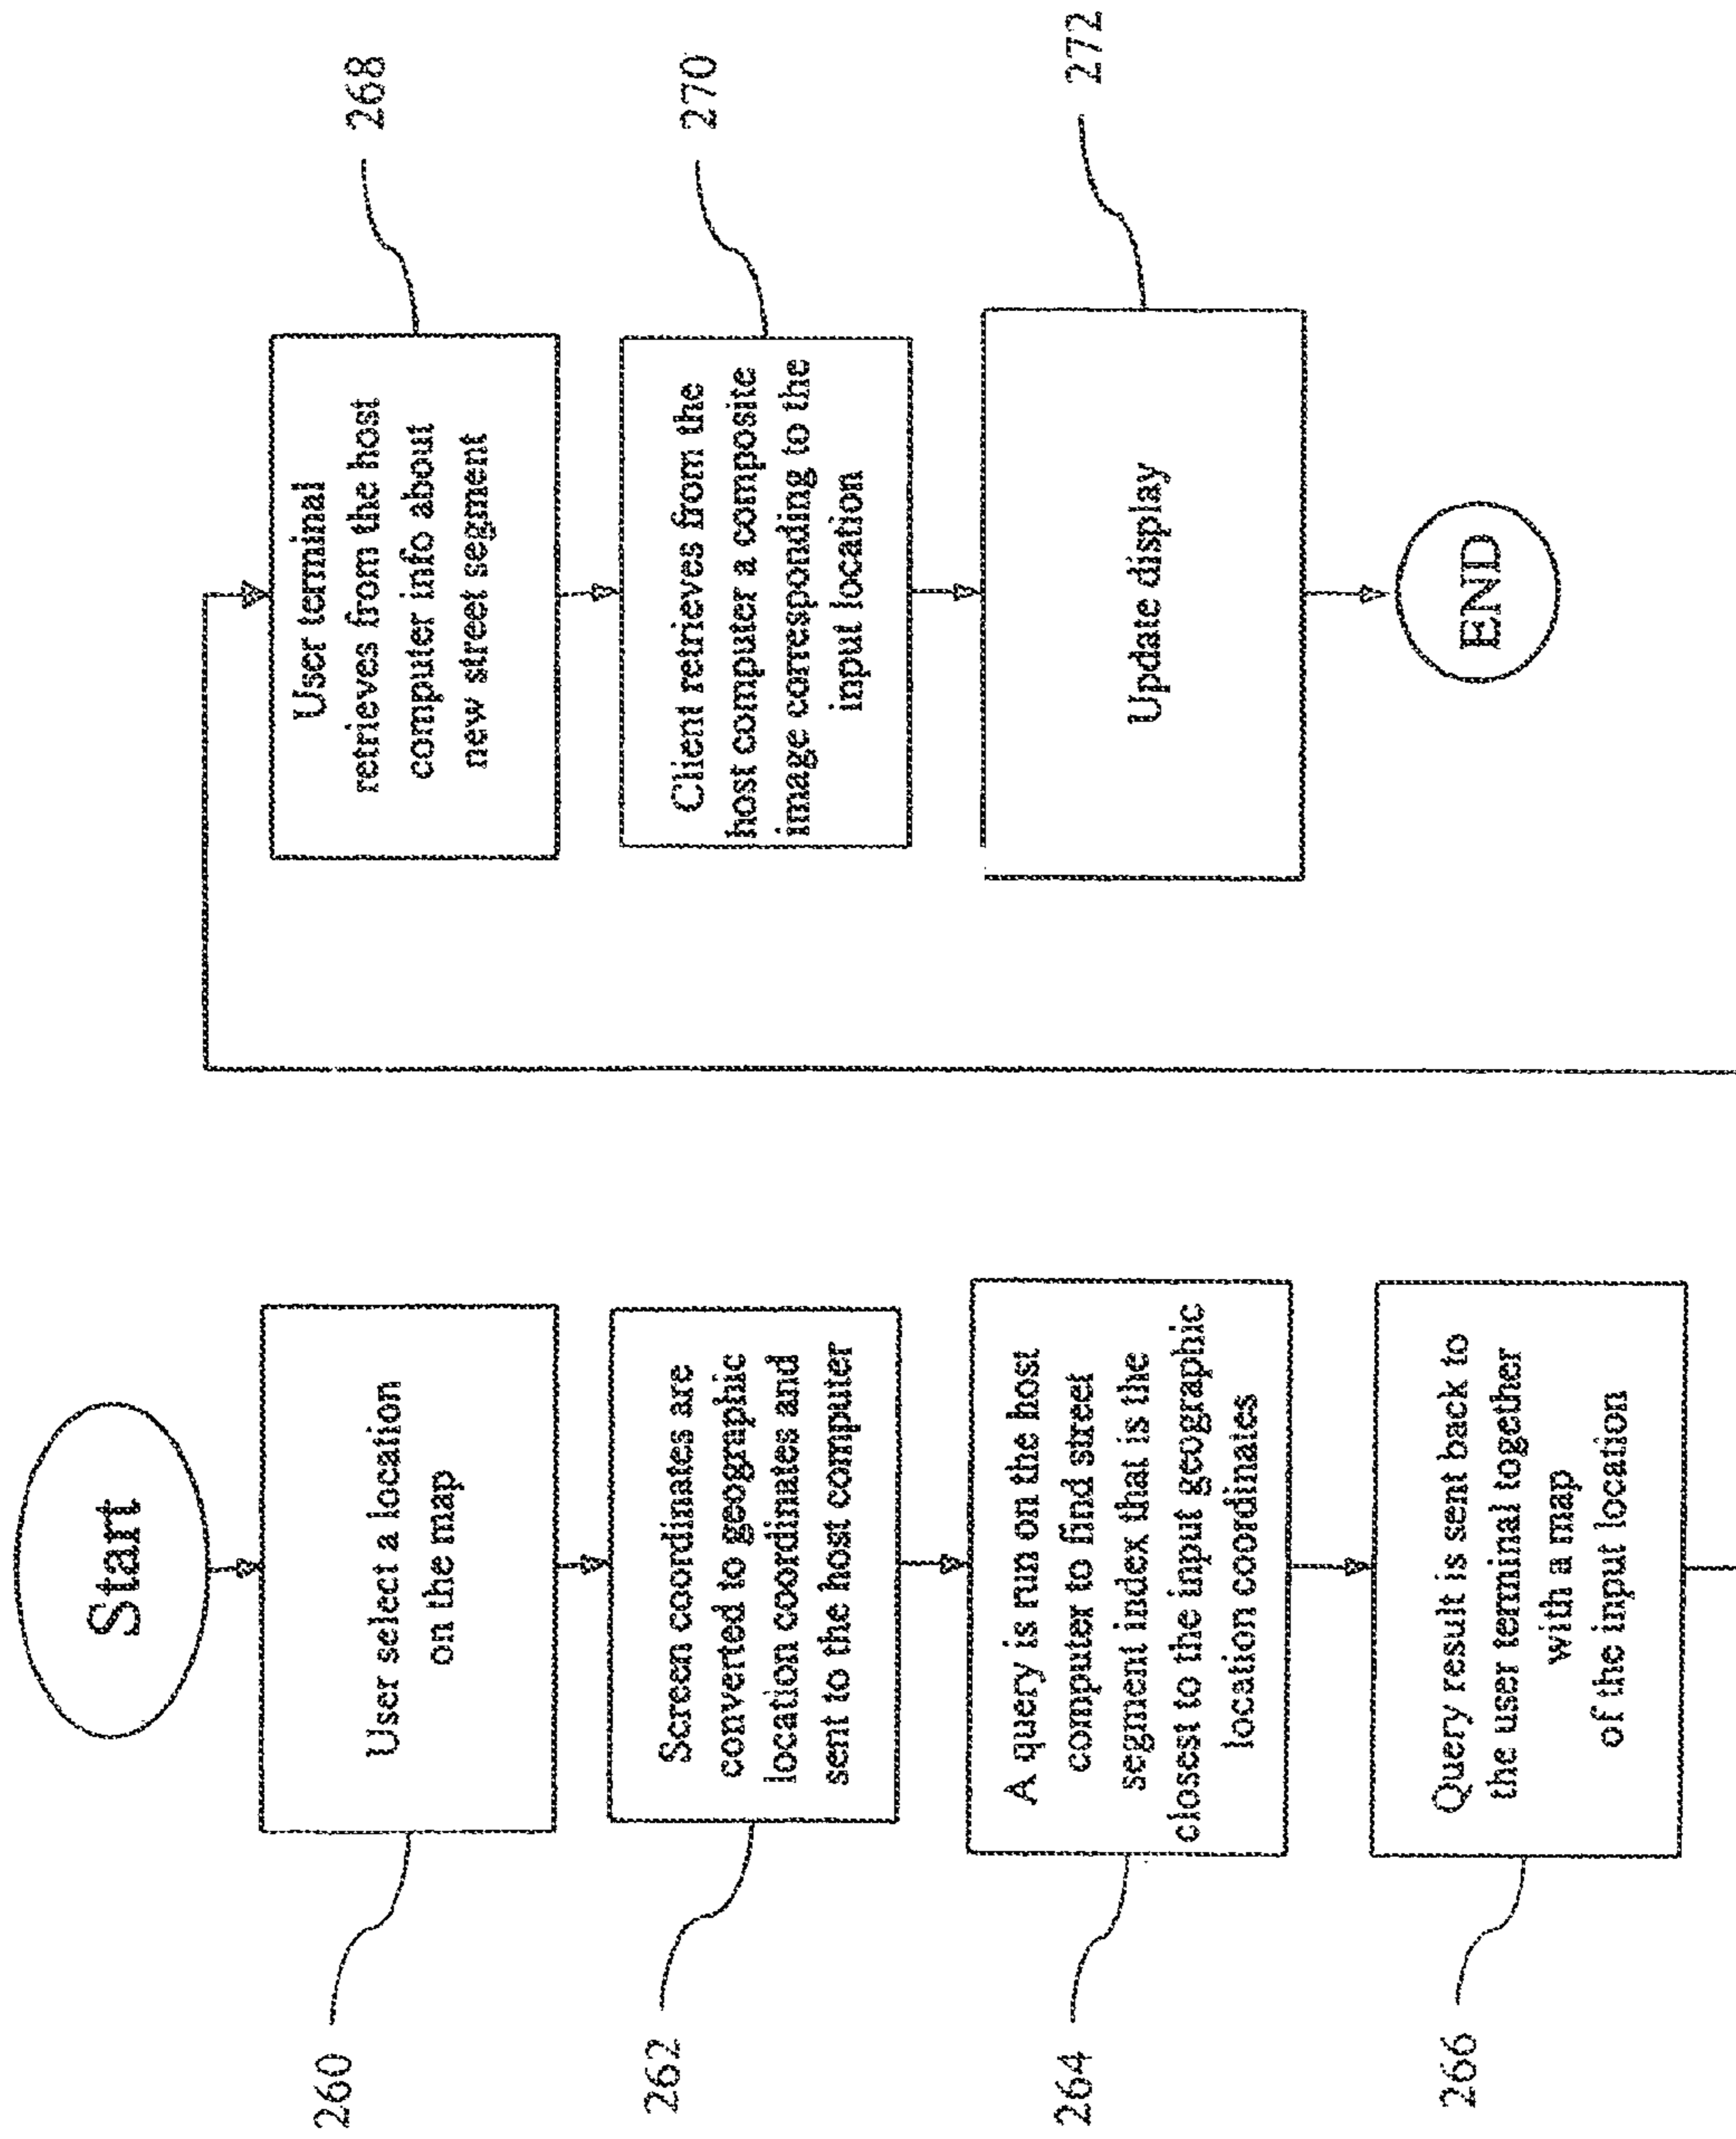 Start
User select a location
on the map
260
Screen coordinates are
converted to geographic
location coordinates and
sent to the host computer
262
A query is run on the host
computer to find street
segment index that is the
closest to the input geographic
location coordinates
264
Query result is sent back to
the user terminal together
with a map
of the input location
266
User terminal
retrieves from the host
computer info about
new street segment
268
Client retrieves from the
host computer a composite
image corresponding to the
input location
270
Update display
272
END